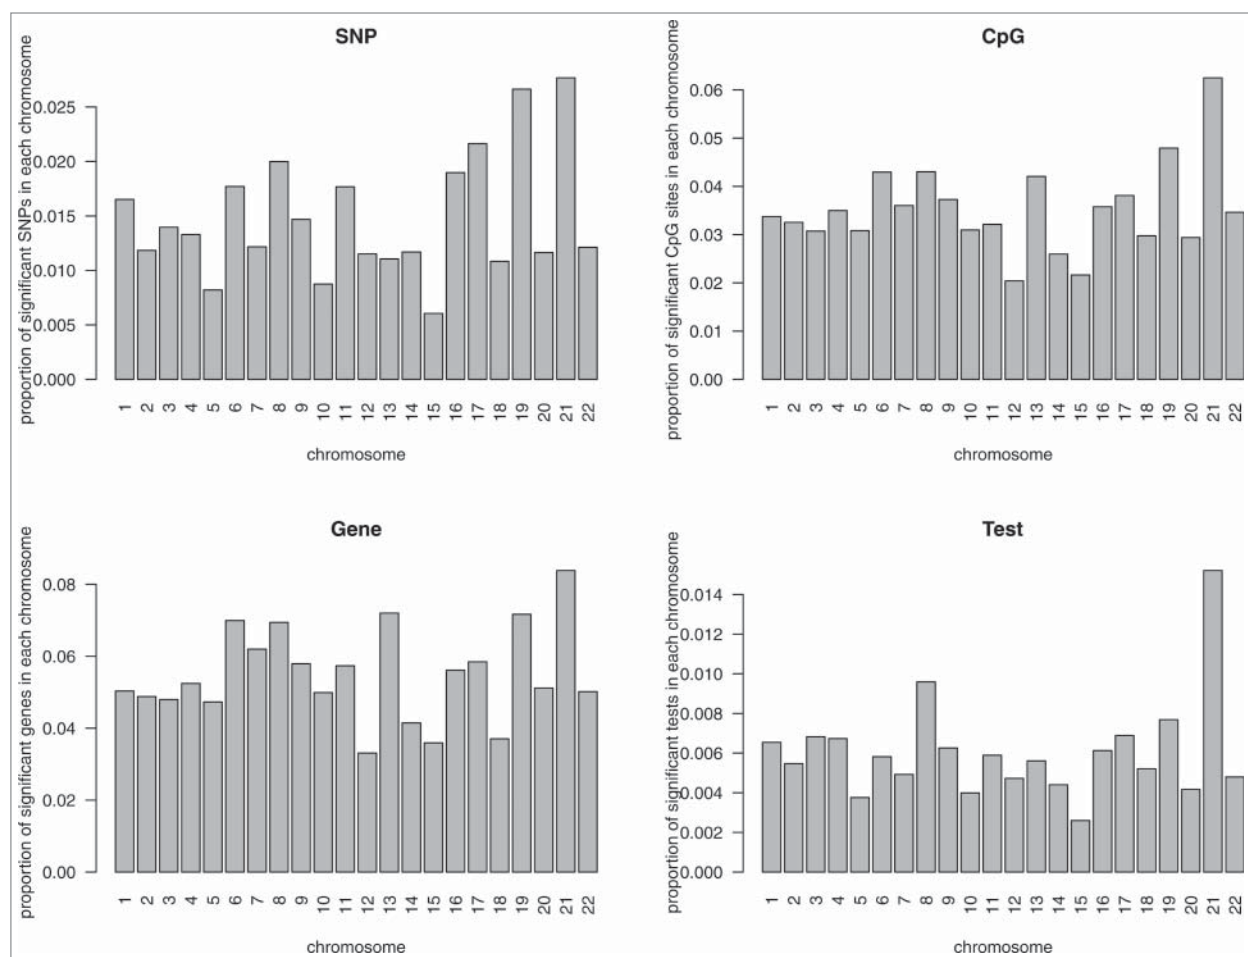 SNP
proportion of significant SNPs in each chromosome
0.025
0.020
0.015
0.010
0.005
0.000
1 2 3 4 5 6 7 8 9 10 11 12 13 14 15 16 17 18 19 20 21 22
chromosome
CpG
proportion of significant CpG sites in each chromosome
0.06
0.05
0.04
0.03
0.02
0.01
0.00
1 2 3 4 5 6 7 8 9 10 11 12 13 14 15 16 17 18 19 20 21 22
chromosome
Gene
proportion of significant genes in each chromosome
0.08
0.06
0.04
0.02
0.00
1 2 3 4 5 6 7 8 9 10 11 12 13 14 15 16 17 18 19 20 21 22
chromosome
Test
proportion of significant tests in each chromosome
0.014
0.012
0.010
0.008
0.006
0.004
0.002
0.000
1 2 3 4 5 6 7 8 9 10 11 12 13 14 15 16 17 18 19 20 21 22
chromosome